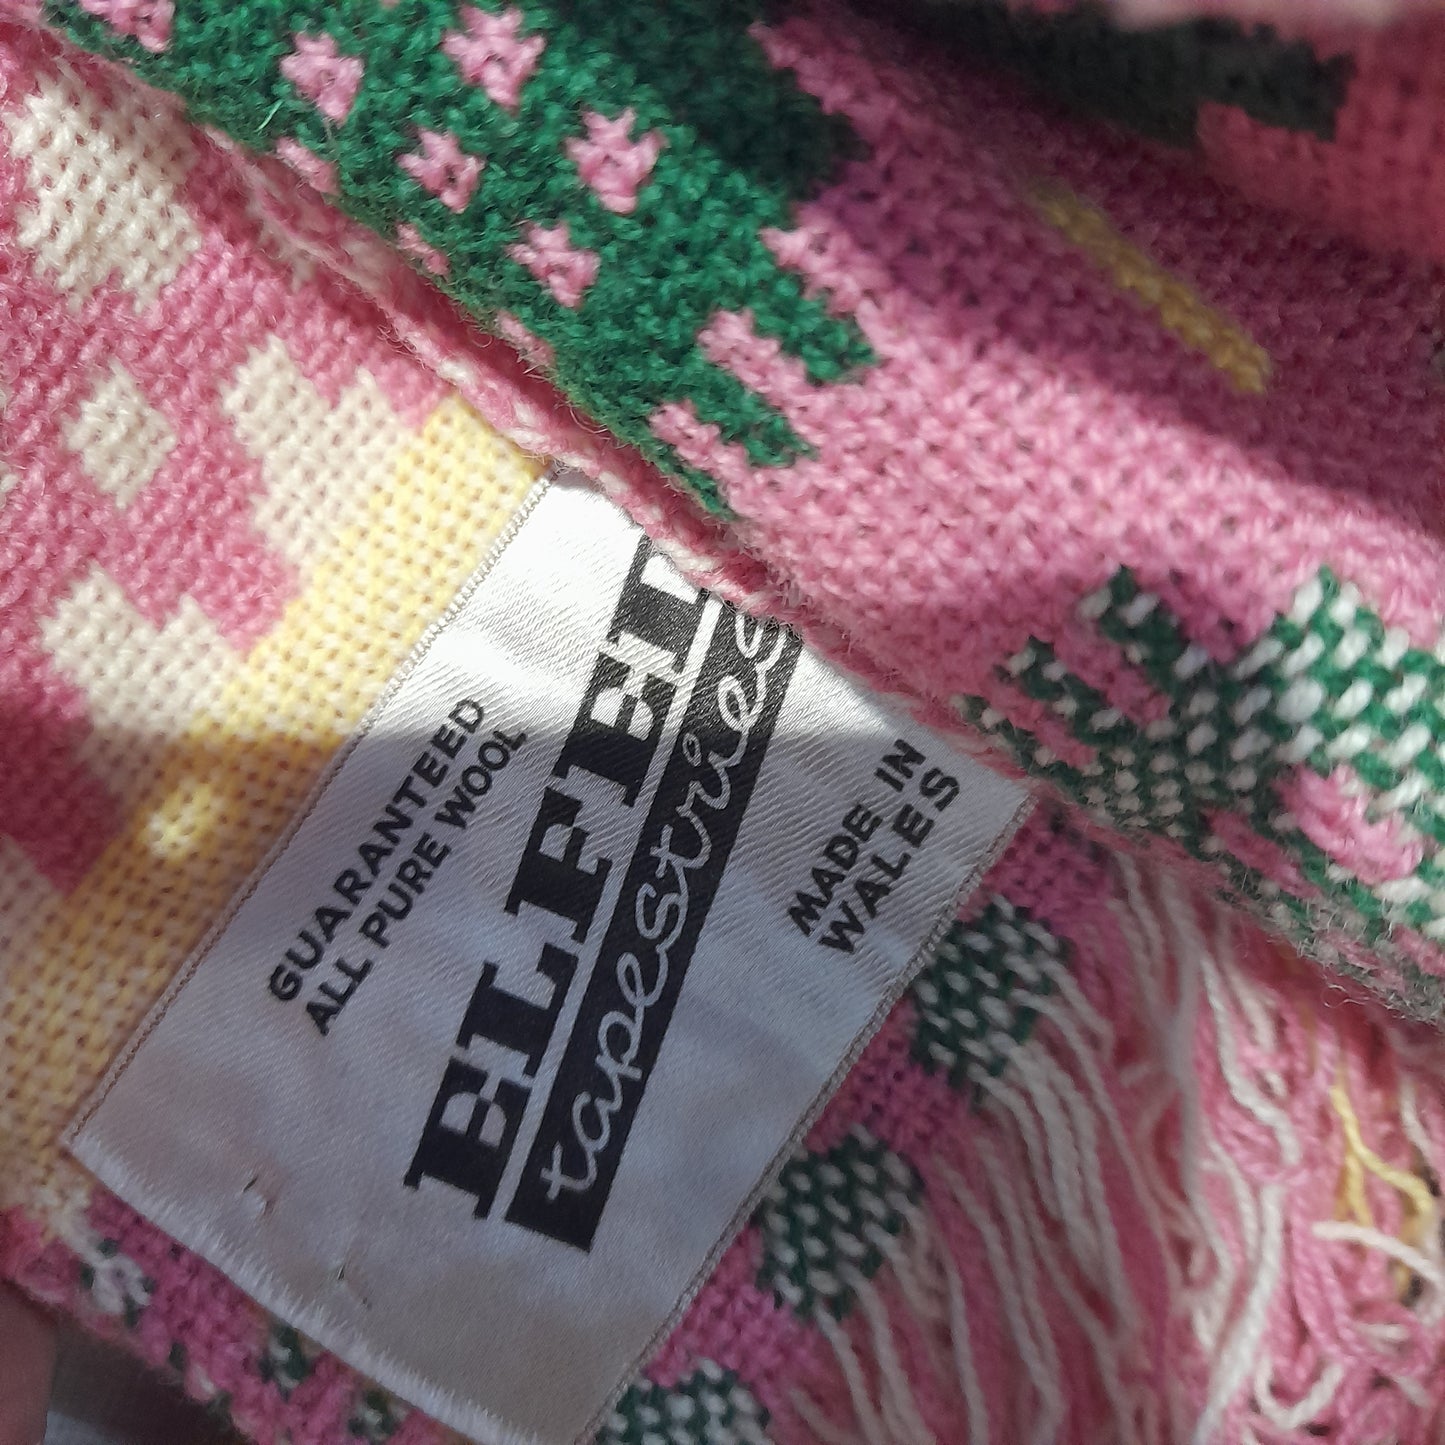 GUARANTEED
ALL PURE WOOL
tapestries
MADE IN
WALES